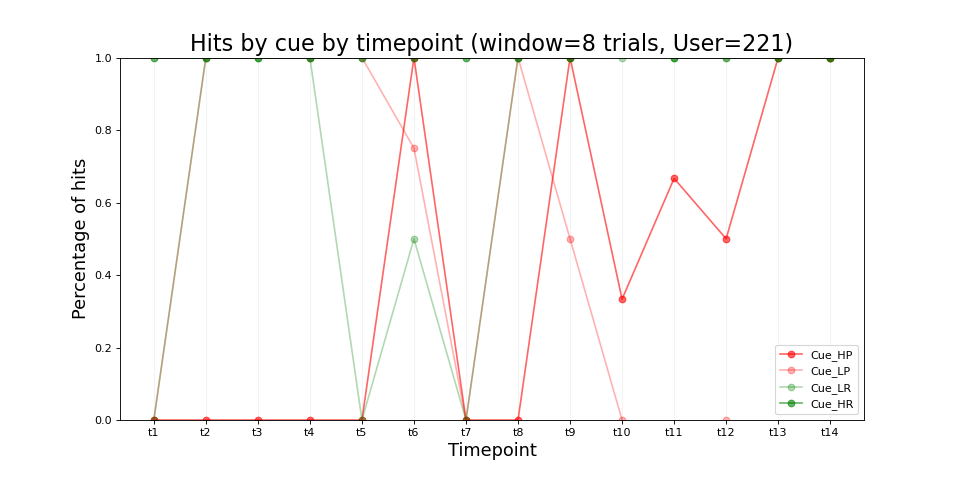 Hits by cue by timepoint (window=8 trials, User=221)
Percentage of hits
1.0
0.8
0.6
0.4
0.2
0.0
t1 t2 t3 t4 t5 t6 t7 t8 t9 t10 t11 t12 t13 t14
Timepoint
Cue_HP
Cue_LP
Cue_LR
Cue_HR